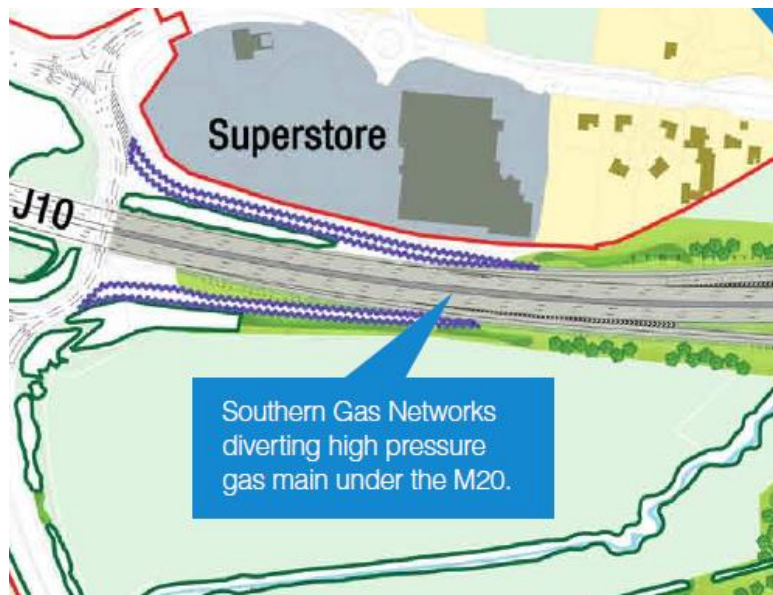 Superstore
J10
Southern Gas Networks
diverting high pressure
gas main under the M20.